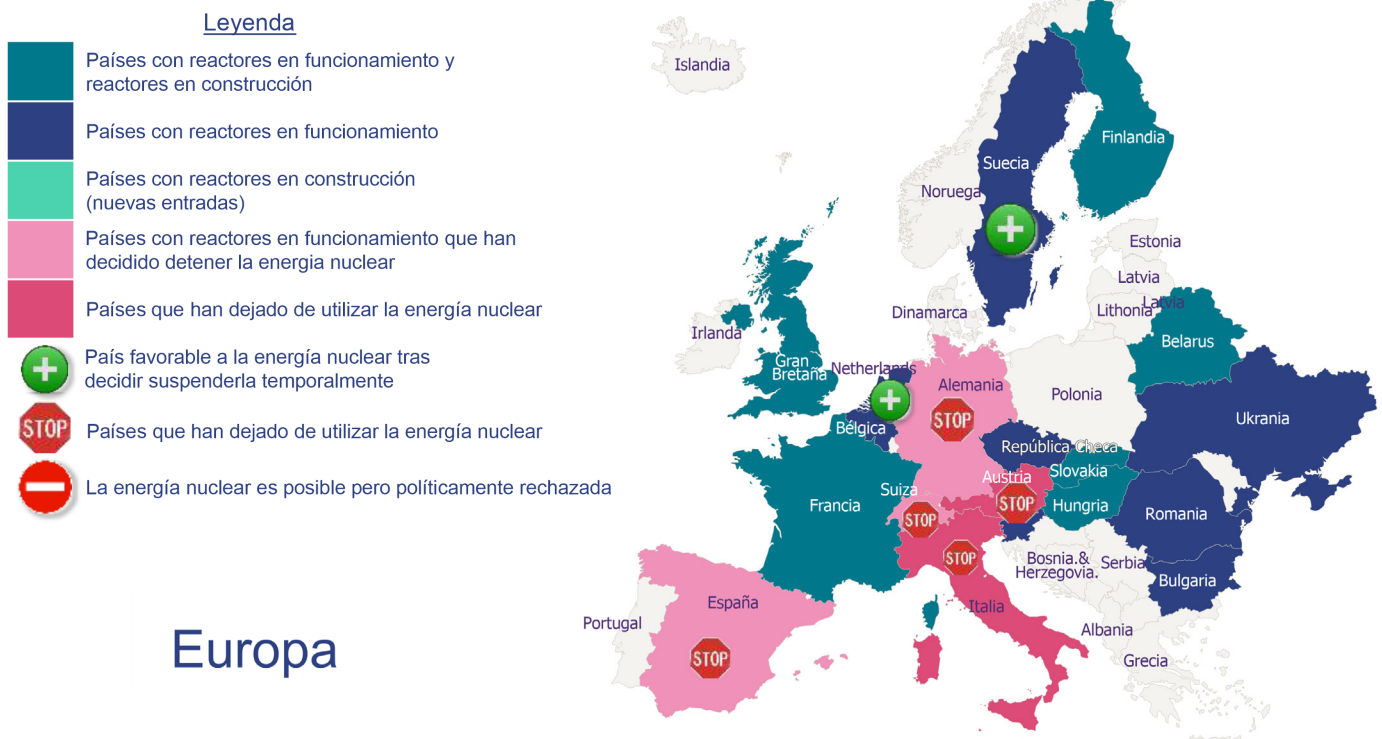 Leyenda
Países con reactores en funcionamiento y
reactores en construcción
Países con reactores en funcionamiento
Países con reactores en construcción
(nuevas entradas)
Países con reactores en funcionamiento que han
decidido detener la energia nuclear
Países que han dejado de utilizar la energía nuclear
País favorable a la energía nuclear tras
decidir suspenderla temporalmente
STOP
Países que han dejado de utilizar la energía nuclear
La energía nuclear es posible pero políticamente rechazada
Europa
Islandia
Finlandia
Suecia
Noruega
Estonia
Latvia
Latvia
Lithonia
Dinamarca
Irlanda
Belarus
Gran
Bretaña
Netherlands
Alemania
Polonia
STOP
Ukrania
Bélgica
República Checa
Slovakia
Austria
Suiza
STOP
Francia
Hungria
Romania
STOP
Bosnia.&
Herzegovia.
Serbia
STOP
Bulgaria
España
Italia
Portugal
Albania
STOP
Grecia